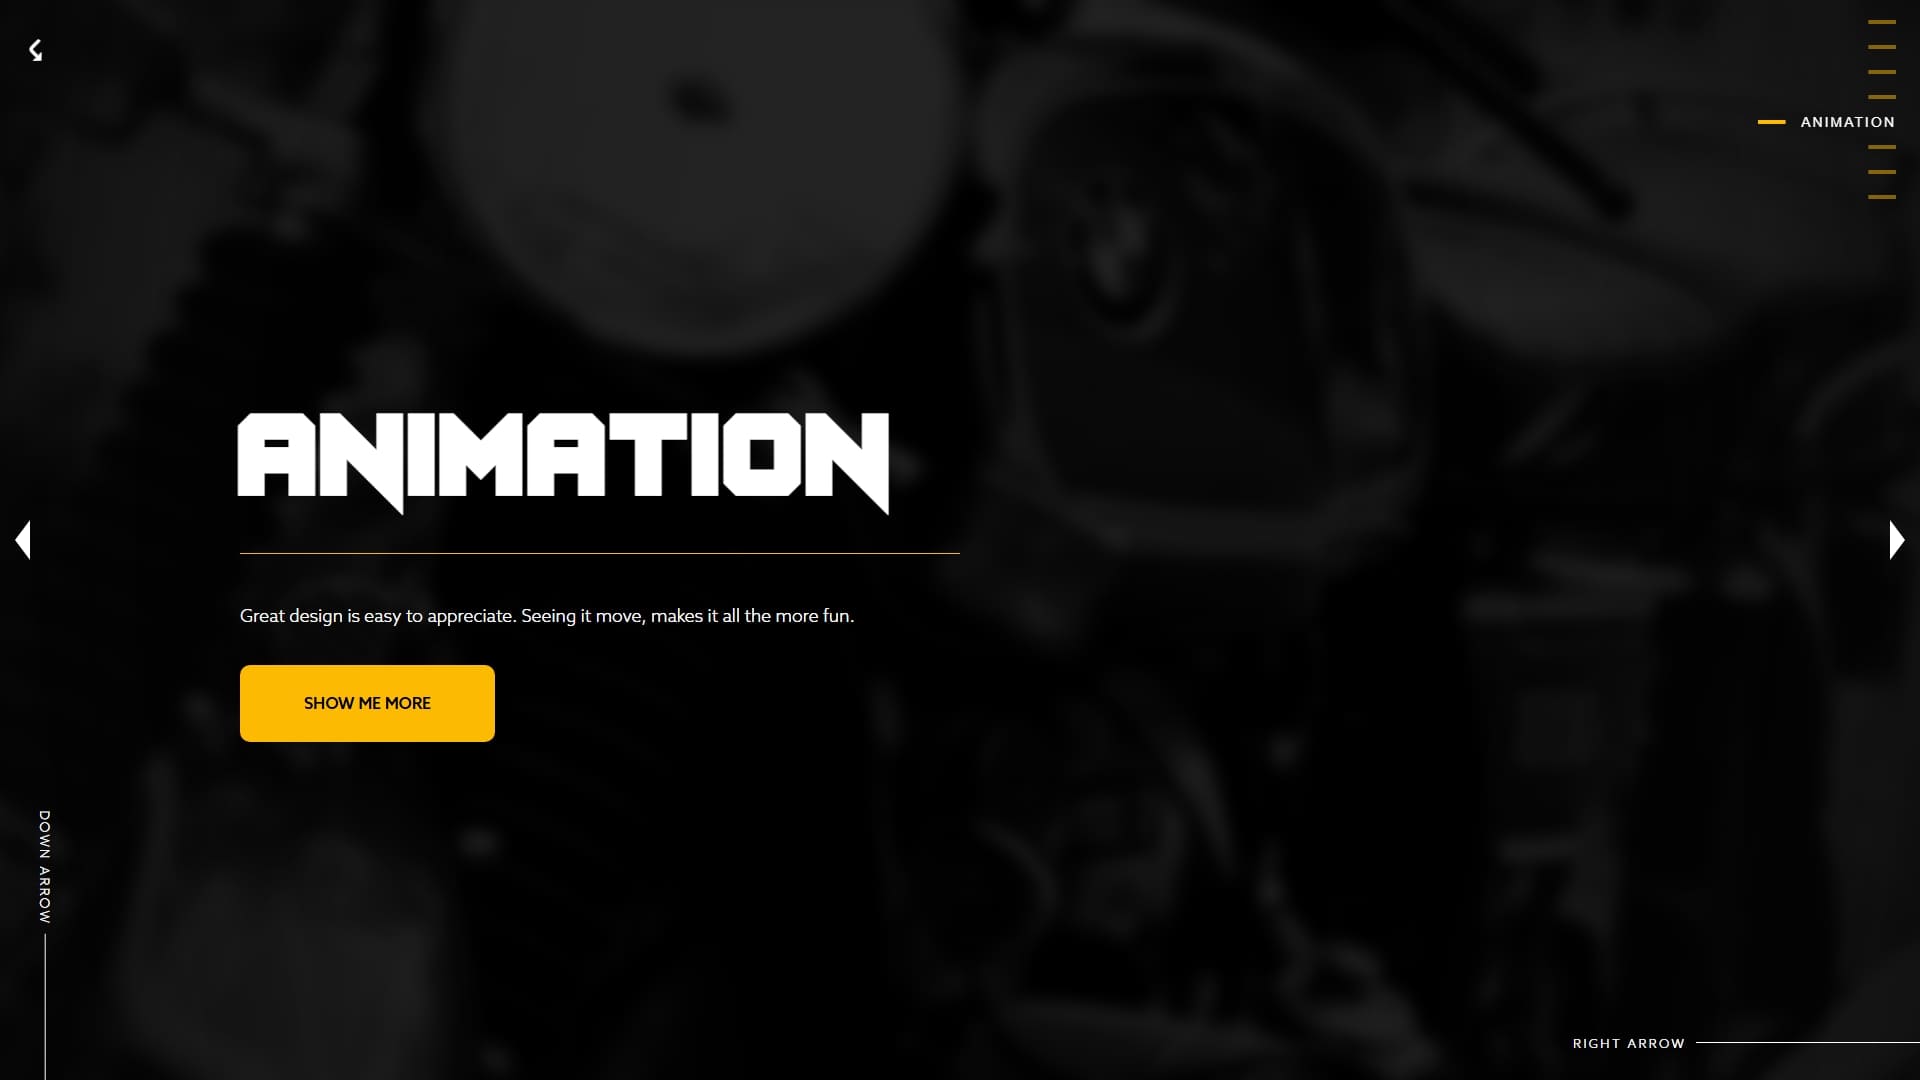 ANIMATION
ANIMATION
Great design is easy to appreciate. Seeing it move, makes it all the more fun.
SHOW ME MORE
DOWN ARROW
RIGHT ARROW